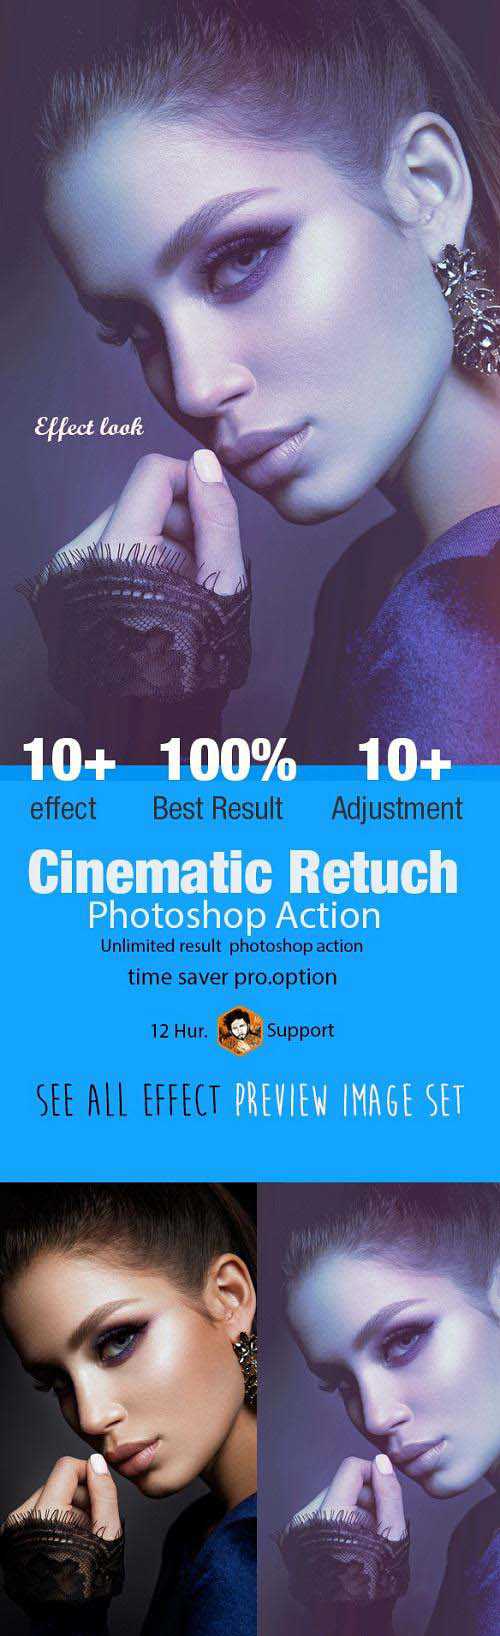 Effect look
10+ 100% 10+
effect Best Result Adjustment
Cinematic Retuch
Photoshop Action
Unlimited result photoshop action
time saver pro.option
12 Hur. Support
SEE ALL EFFECT PREVIEW IMAGE SET